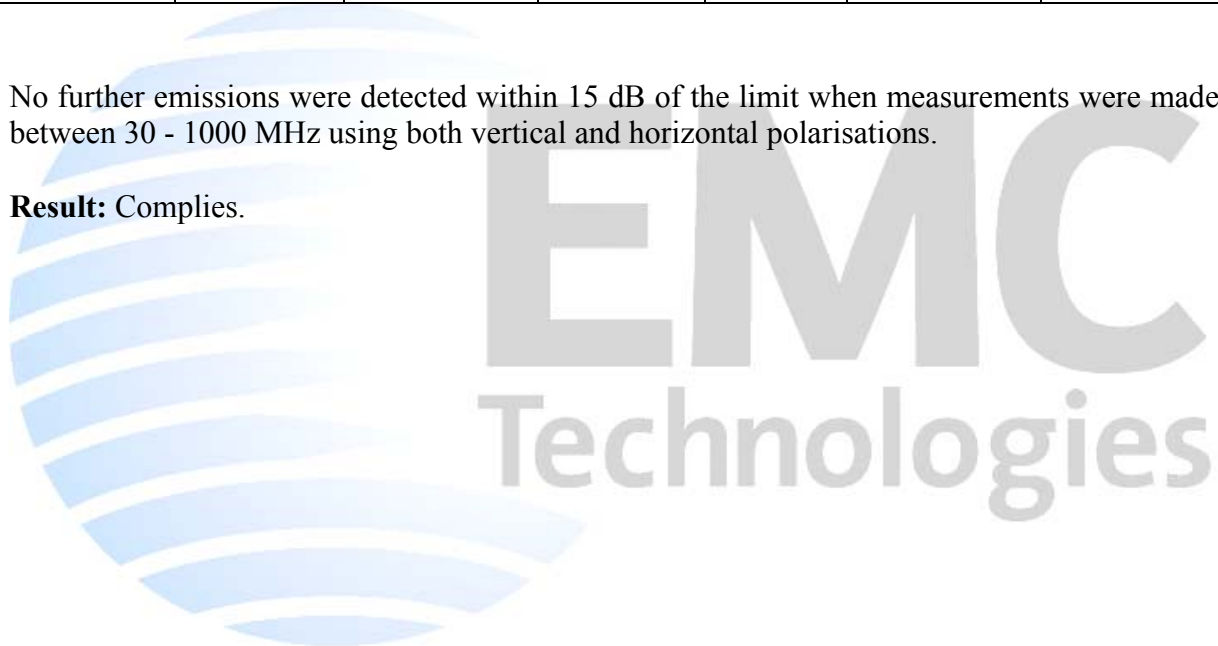 No further emissions were detected within 15 dB of the limit when measurements were made
between 30 - 1000 MHz using both vertical and horizontal polarisations.
Result: Complies.
EMC
Technologies